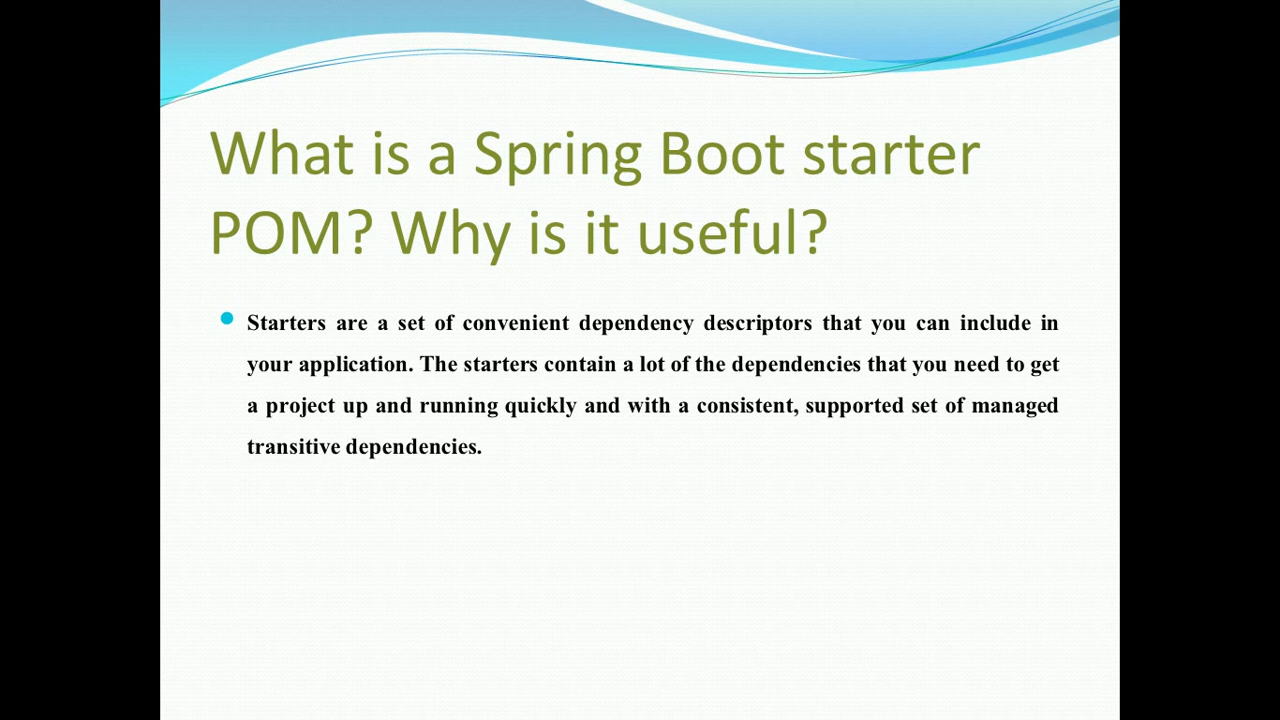 What is a Spring Boot starter
POM? Why is it useful?
Starters are a set of convenient dependency descriptors that you can include in
your application. The starters contain a lot of the dependencies that you need to get
a project up and running quickly and with a consistent, supported set of managed
transitive dependencies.